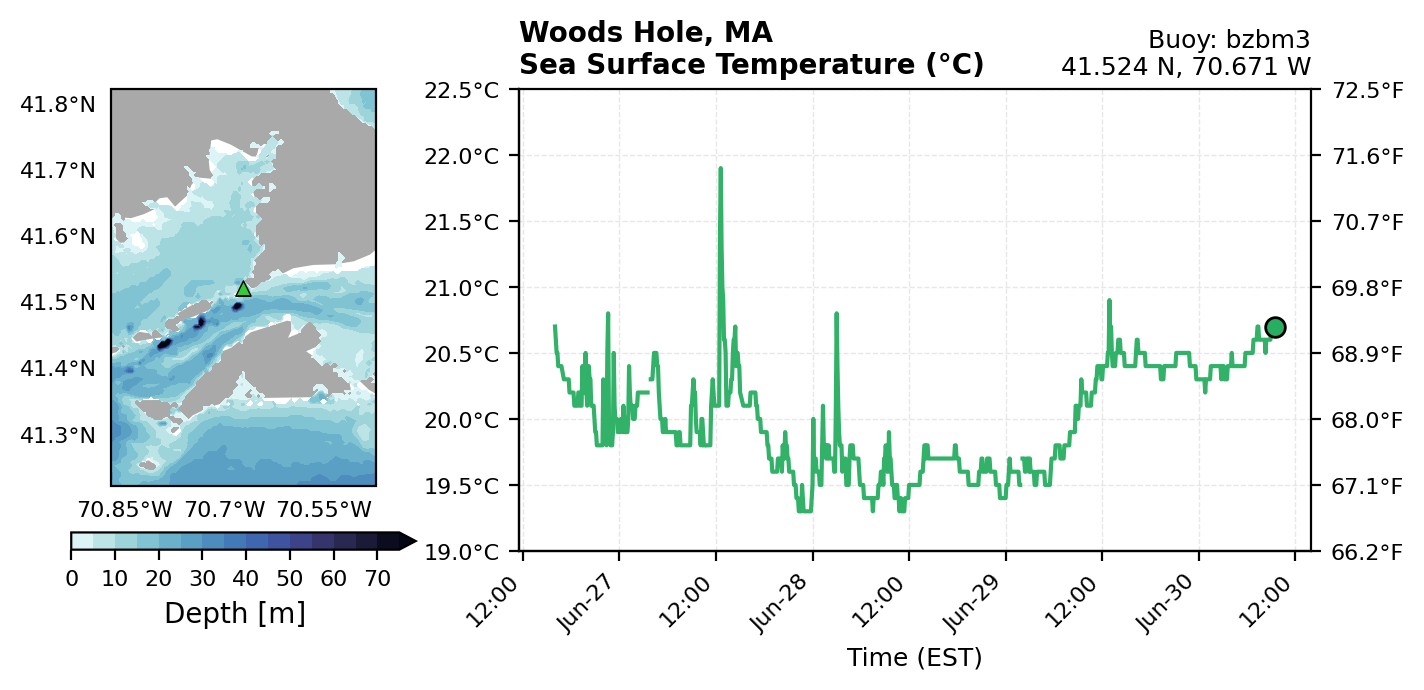 Woods Hole, MA
Sea Surface Temperature (°C)
Buoy: bzbm3
41.524 N, 70.671 W
41.8°N
41.7°N
41.6°N
41.5°N
41.4°N
41.3°N
70.85°W 70.7°W 70.55°W
0 10 20 30 40 50 60 70
Depth [m]
22.5°C
22.0°C
21.5°C
21.0°C
20.5°C
20.0°C
19.5°C
19.0°C
72.5°F
71.6°F
70.7°F
69.8°F
68.9°F
68.0°F
67.1°F
66.2°F
12:00 Jun-27 12:00 Jun-28 12:00 Jun-29 12:00 Jun-30 12:00
Time (EST)